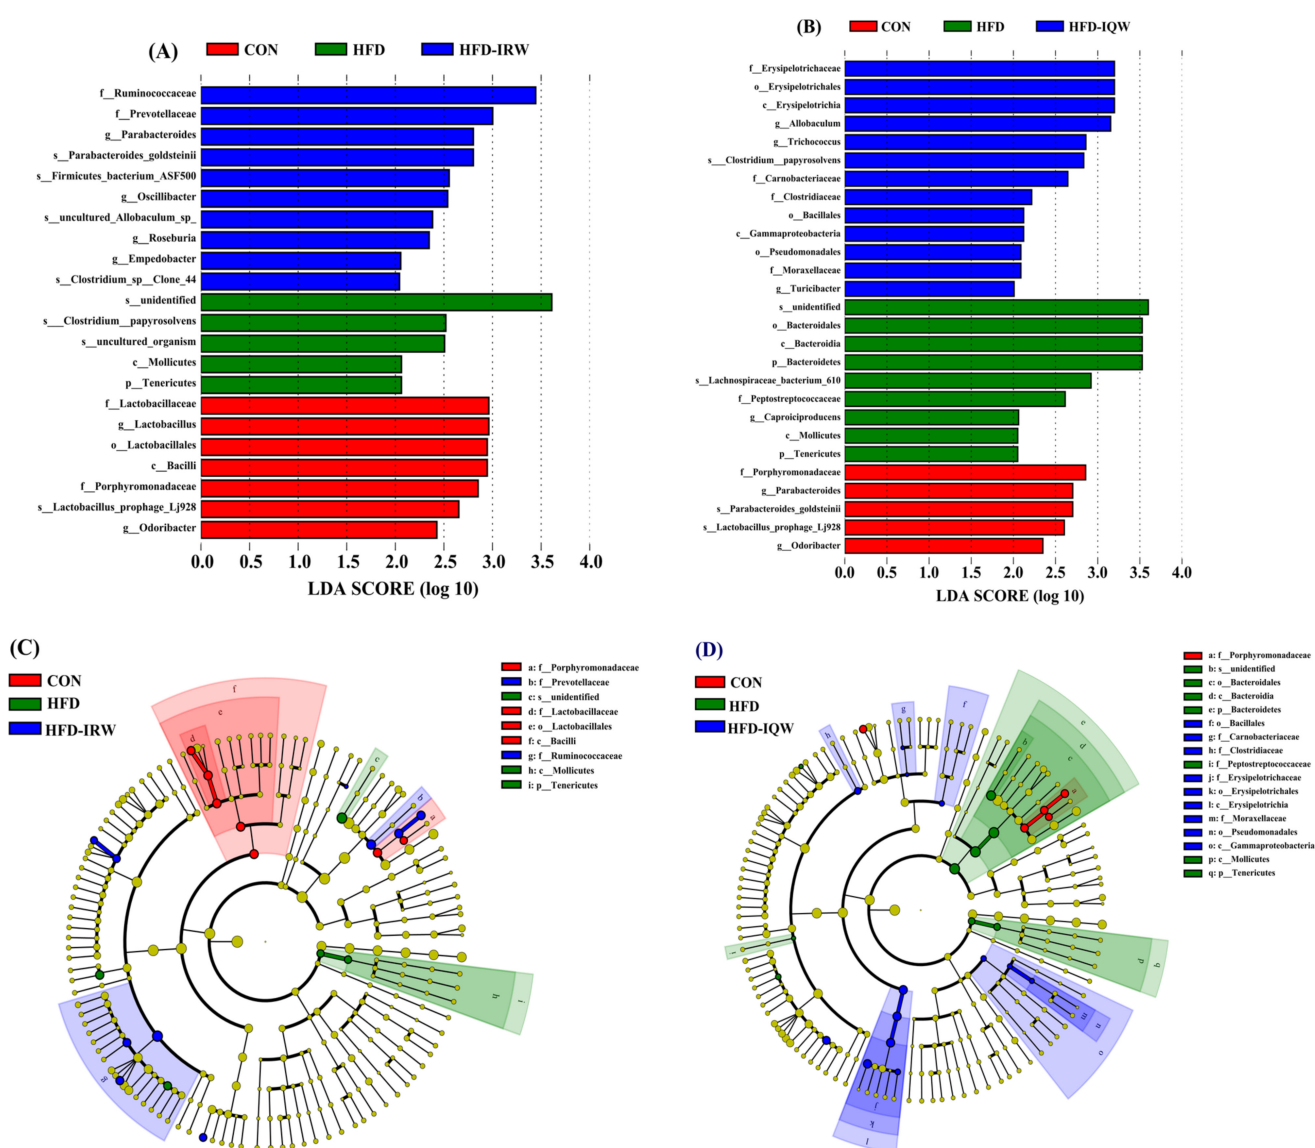 (A) CON HFD HFD-IRW
f__Ruminococcaceae
f__Prevotellaceae
g__Parabacteroides
s__Parabacteroides_goldsteinii
s__Firmicutes_bacterium_ASF500
g__Oscillibacter
s__uncultured_Allobaculum_sp_
g__Roseburia
g__Empedobacter
s__Clostridium_sp__Clone_44
s__unidentified
s___Clostridium__papyrosolvens
s__uncultured_organism
c__Mollicutes
p__Tenericutes
f__Lactobacillaceae
g__Lactobacillus
o__Lactobacillales
c__Bacilli
f__Porphyromonadaceae
s__Lactobacillus_prophage_Lj928
g__Odoribacter
0.0 0.5 1.0 1.5 2.0 2.5 3.0 3.5 4.0
LDA SCORE (log 10)
(B) CON HFD HFD-IQW
f__Erysipelotrichaceae
o__Erysipelotrichales
c__Erysipelotrichia
g__Allobaculum
g__Trichococcus
s___Clostridium__papyrosolvens
f__Carnobacteriaceae
f__Clostridiaceae
o__Bacillales
c__Gammaproteobacteria
o__Pseudomonadales
f__Moraxellaceae
g__Turicibacter
s__unidentified
o__Bacteroidales
c__Bacteroidia
p__Bacteroidetes
s__Lachnospiraceae_bacterium_610
f__Peptostreptococcaceae
g__Caproiciproducens
c__Mollicutes
p__Tenericutes
f__Porphyromonadaceae
g__Parabacteroides
s__Parabacteroides_goldsteinii
s__Lactobacillus_prophage_Lj928
g__Odoribacter
0.0 0.5 1.0 1.5 2.0 2.5 3.0 3.5 4.0
LDA SCORE (log 10)
(C)
CON
HFD
HFD-IRW
f
e
d
c
b
a
g
h
i
a: f__Porphyromonadaceae
b: f__Prevotellaceae
c: s__unidentified
d: f__Lactobacillaceae
e: o__Lactobacillales
f: c__Bacilli
g: f__Ruminococcaceae
h: c__Mollicutes
i: p__Tenericutes
(D)
CON
HFD
HFD-IQW
h
g
f
e
d
c
b
a
i
q
p
m
n
o
j
k
l
a: f__Porphyromonadaceae
b: s__unidentified
c: o__Bacteroidales
d: c__Bacteroidia
e: p__Bacteroidetes
f: o__Bacillales
g: f__Carnobacteriaceae
h: f__Clostridiaceae
i: f__Peptostreptococcaceae
j: f__Erysipelotrichaceae
k: o__Erysipelotrichales
l: c__Erysipelotrichia
m: f__Moraxellaceae
n: o__Pseudomonadales
o: c__Gammaproteobacteria
p: c__Mollicutes
q: p__Tenericutes